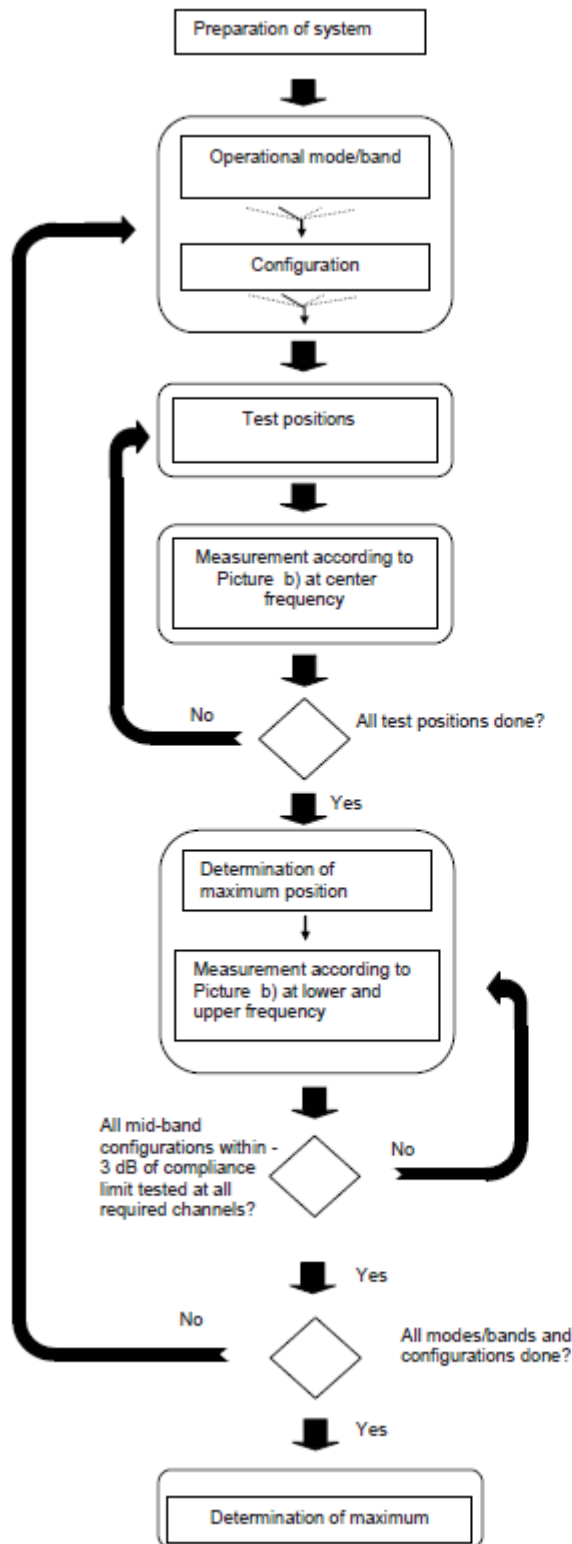 Preparation of system
Operational mode/band
Configuration
Test positions
Measurement according to
Picture b) at center
frequency
No
All test positions done?
Yes
Determination of
maximum position
Measurement according to
Picture b) at lower and
upper frequency
All mid-band
configurations within -
3 dB of compliance
limit tested at all
required channels?
No
Yes
No
All modes/bands and
configurations done?
Yes
Determination of maximum